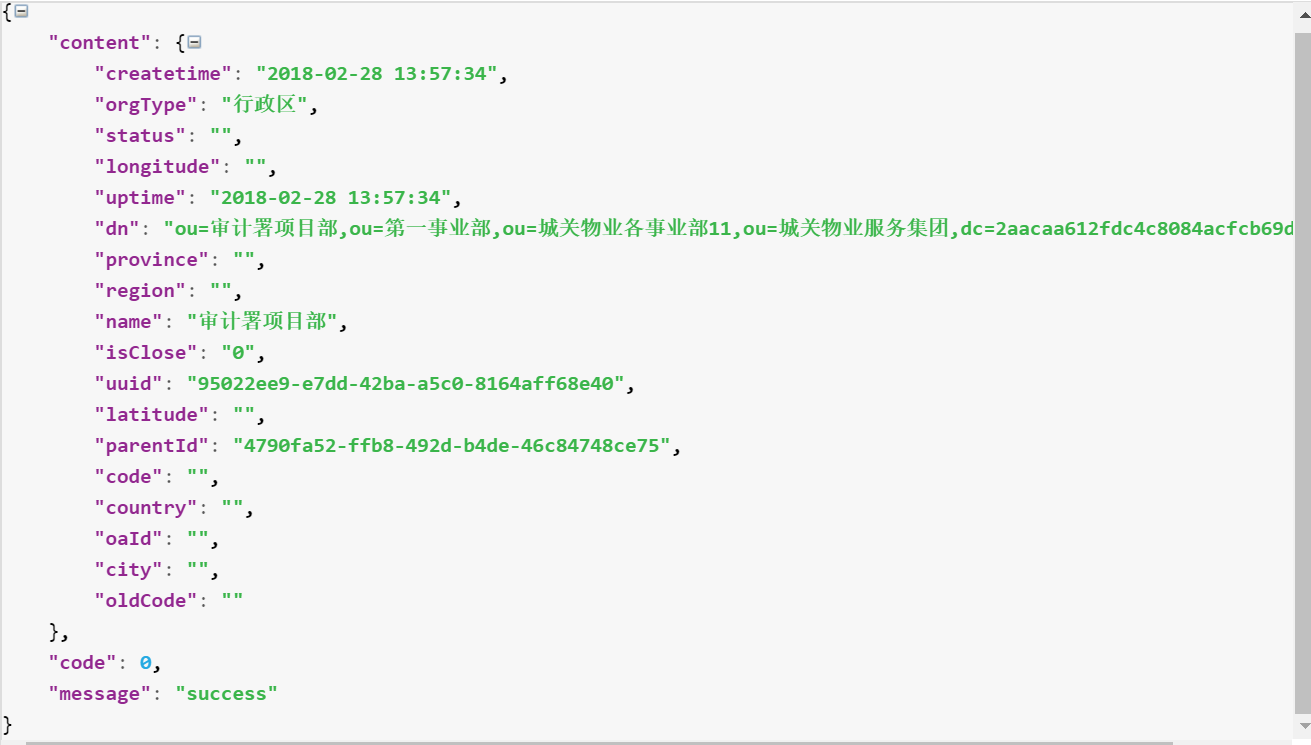 {
"content": {
"createtime": "2018-02-28 13:57:34",
"orgType": "行政区",
"status": "",
"longitude": "",
"uptime": "2018-02-28 13:57:34",
"dn": "ou=审计署项目部,ou=第一事业部,ou=城关物业各事业部11,ou=城关物业服务集团,dc=2aacaa612fdc4c8084acfcb69d
"province": "",
"region": "",
"name": "审计署项目部",
"isClose": "0",
"uuid": "95022ee9-e7dd-42ba-a5c0-8164aff68e40",
"latitude": "",
"parentId": "4790fa52-ffb8-492d-b4de-46c84748ce75",
"code": "",
"country": "",
"oaId": "",
"city": "",
"oldCode": ""
},
"code": 0,
"message": "success"
}